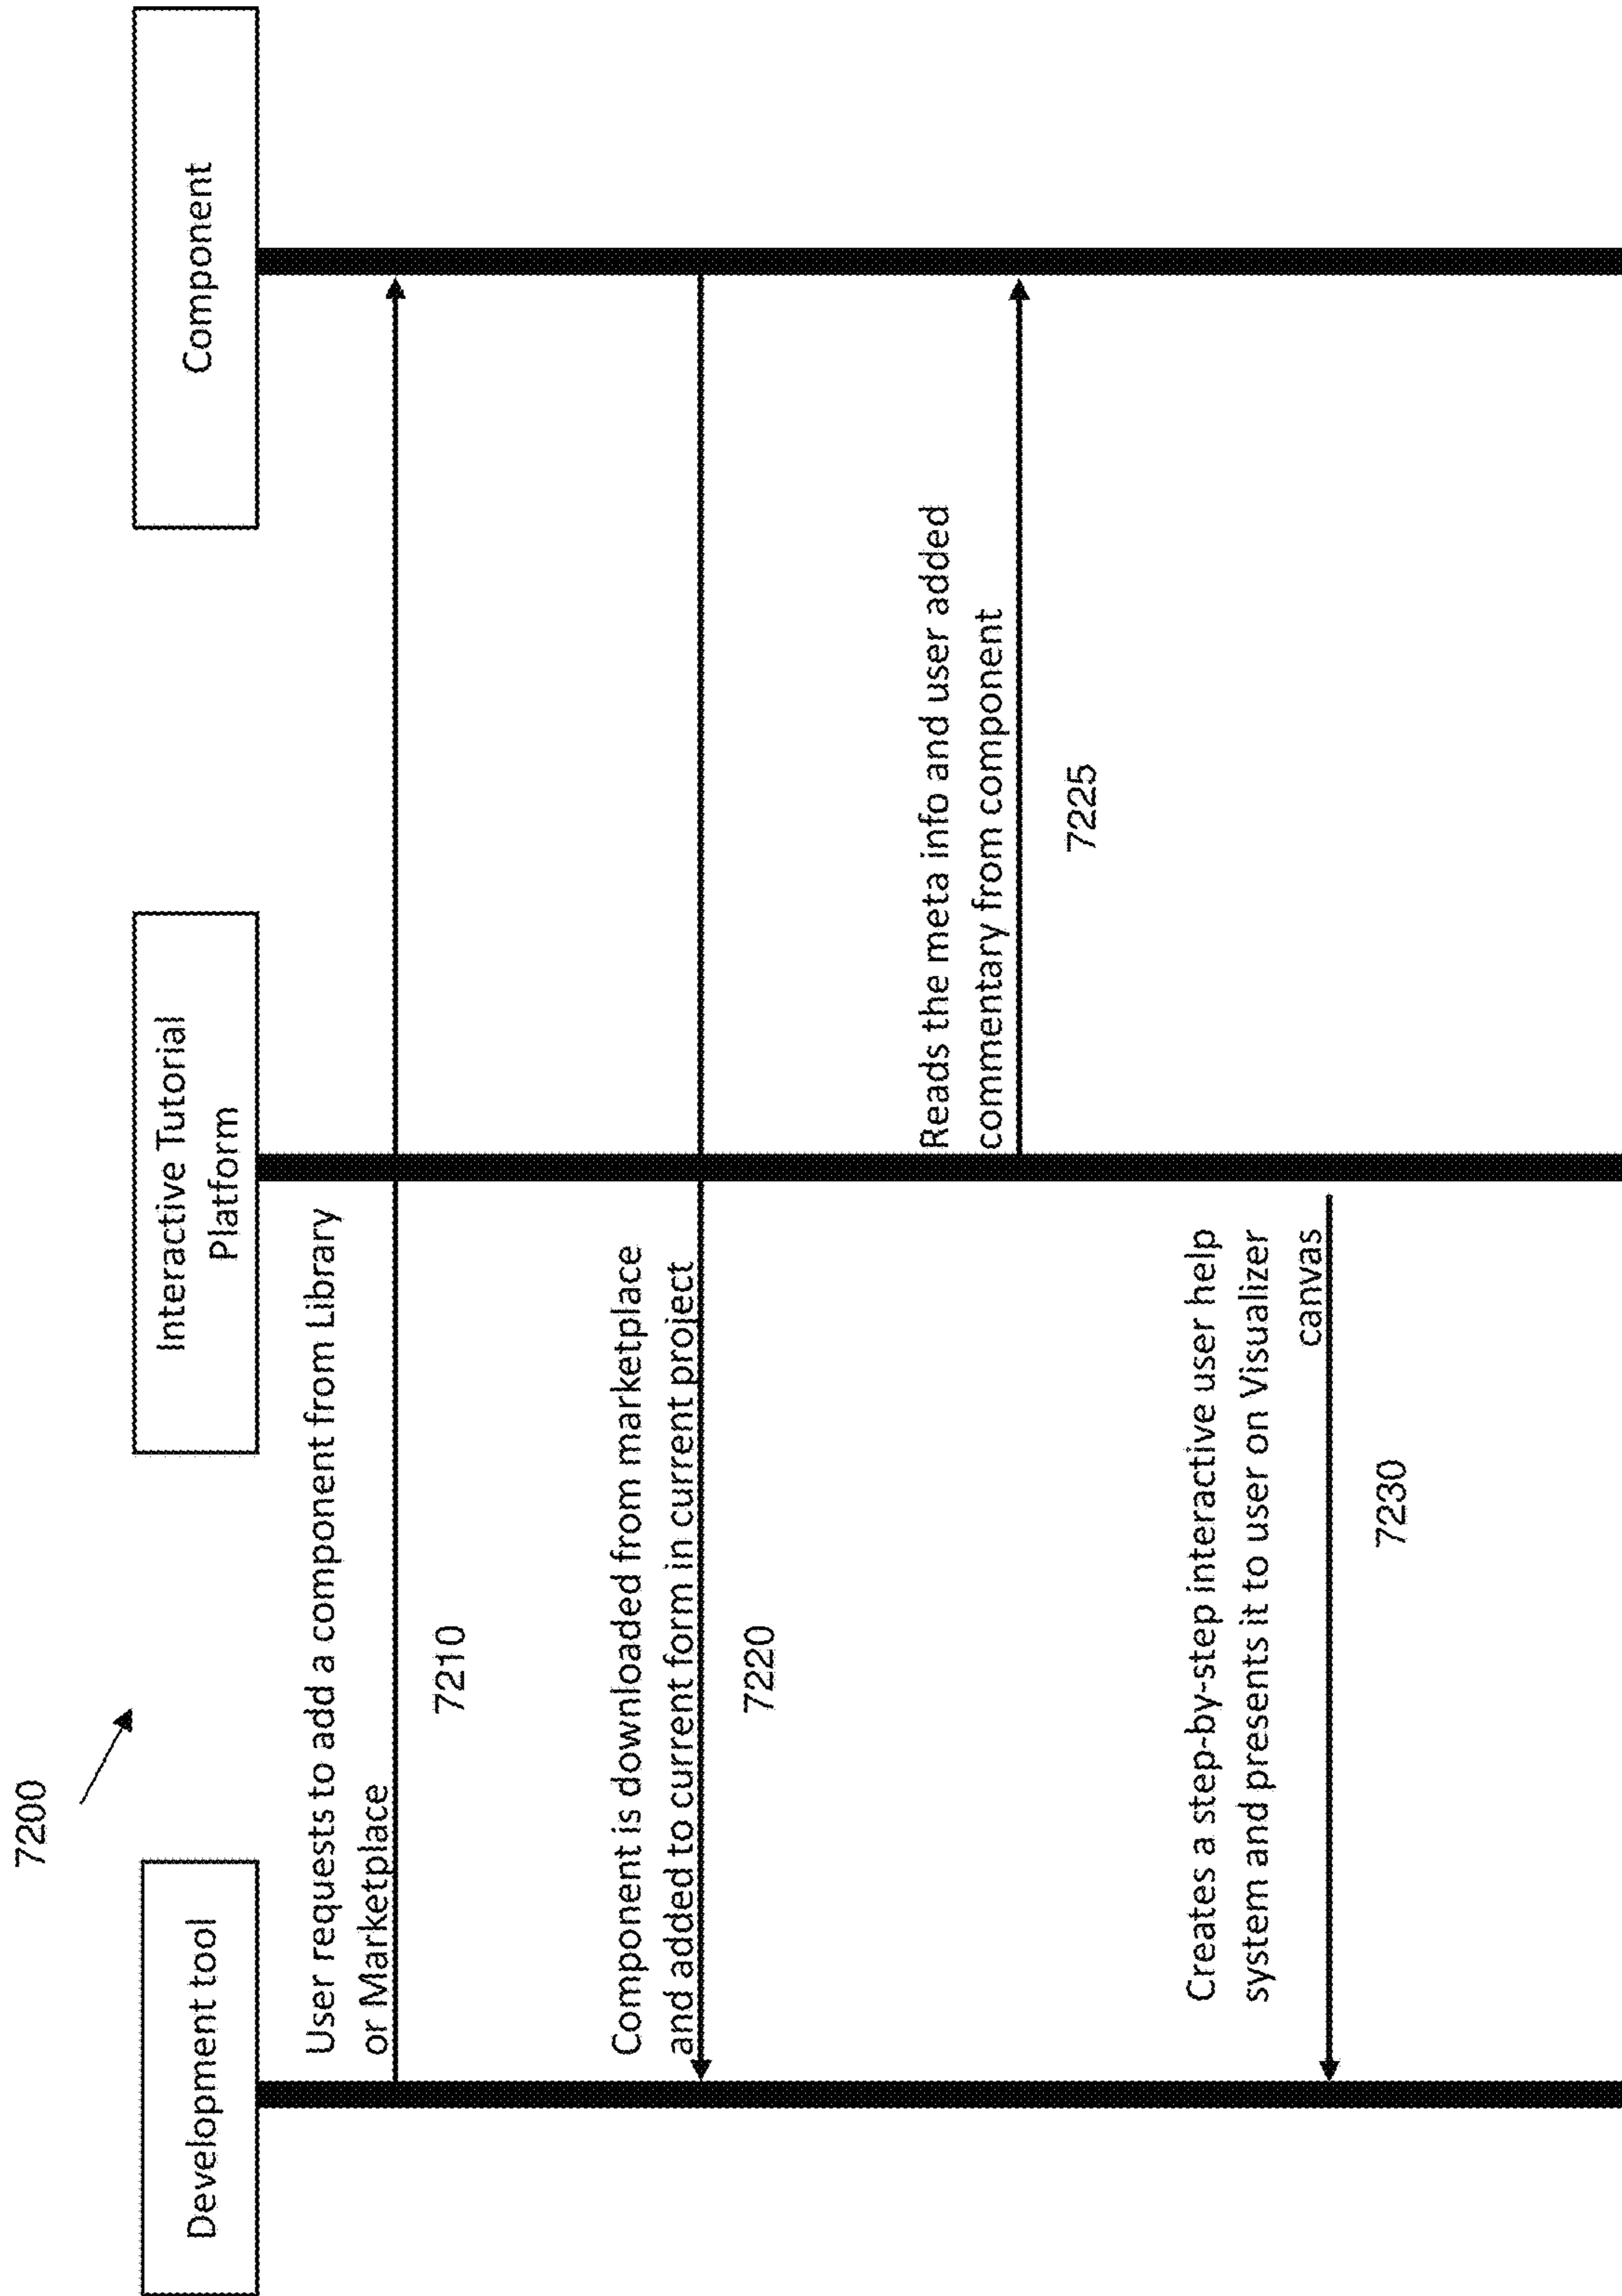 7200
Development tool
Interactive Tutorial
Platform
Component
User requests to add a component from Library
or Marketplace
7210
Component is downloaded from marketplace
and added to current form in current project
7220
Reads the meta info and user added
commentary from component
7225
Creates a step-by-step interactive user help
system and presents it to user on Visualizer
canvas
7230